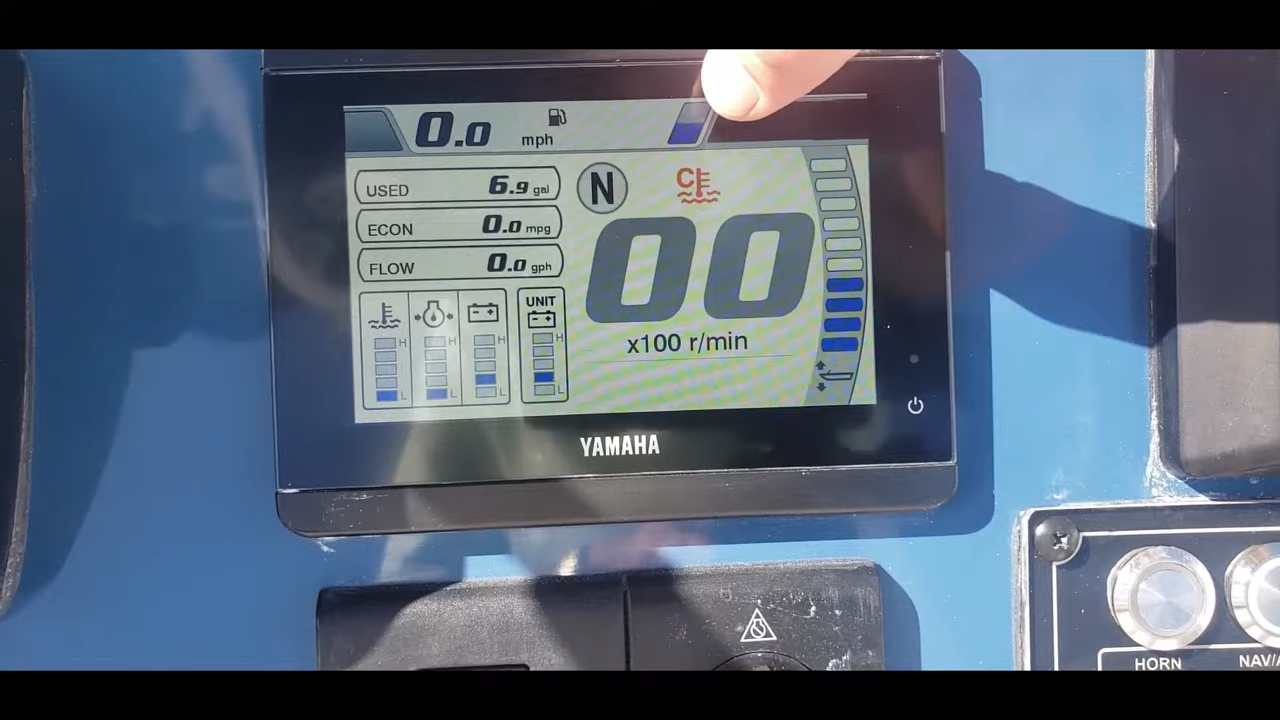 0.0 mph
USED 6.9 gal
N
C
ECON 0.0 mpg
00
FLOW 0.0 gph
UNIT
H H H H
L L L L
x100 r/min
YAMAHA
HORN NAV/A